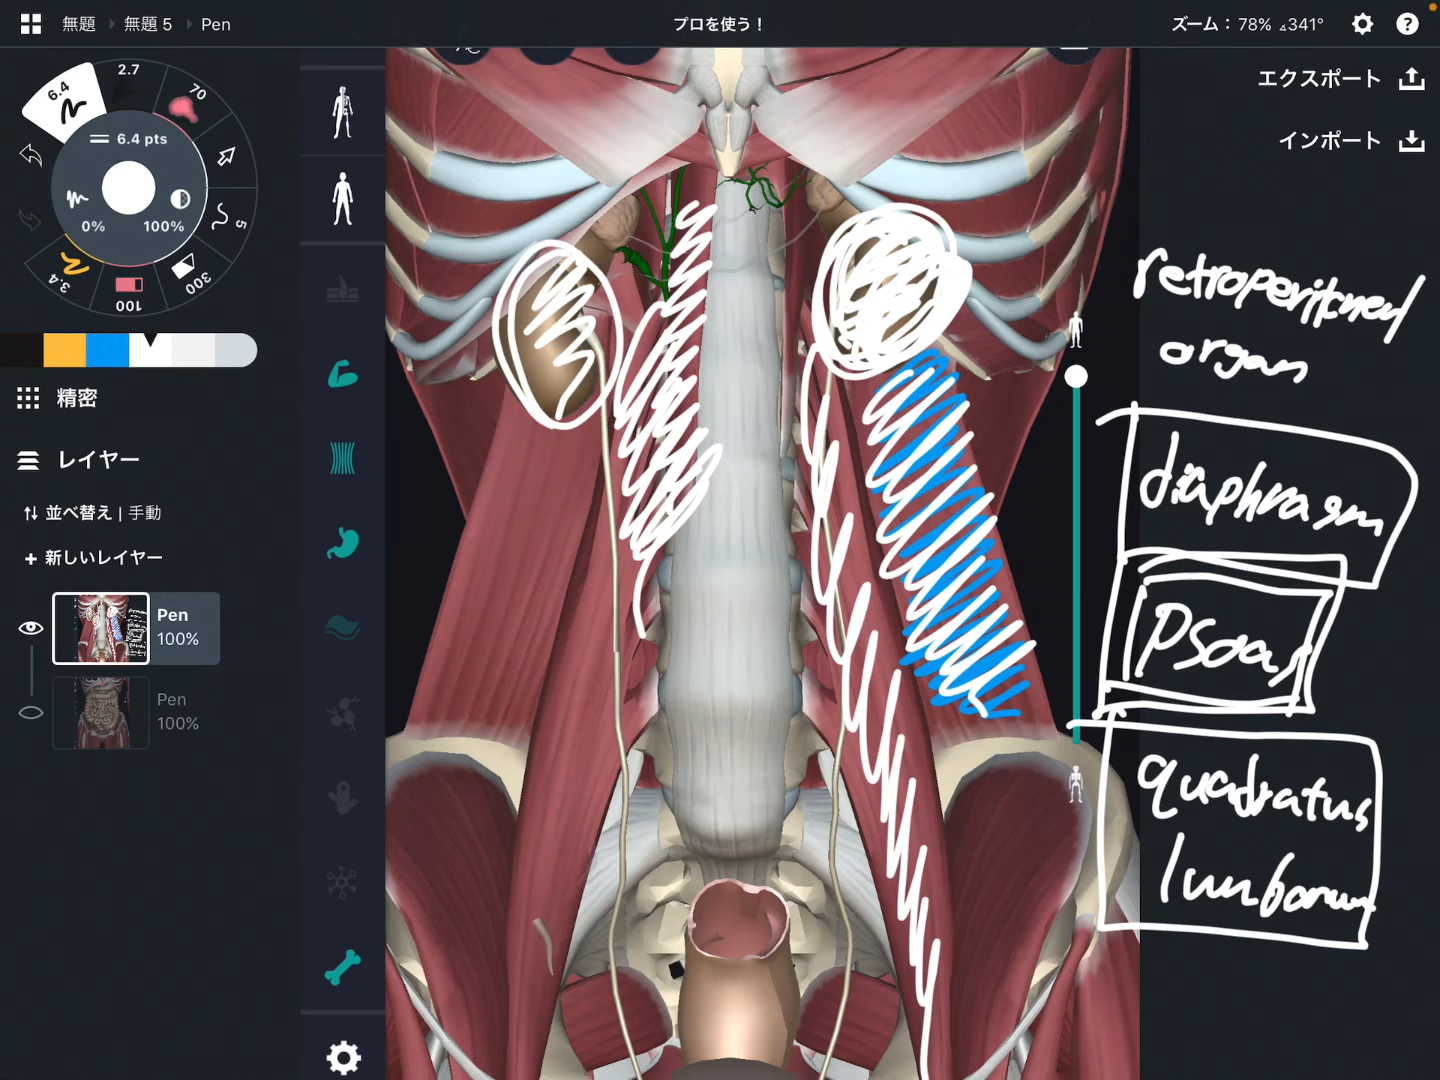 無題 無題 5 Pen
プロを使う！
ズーム： 78% ⊿341°
エクスポート
インポート
2.7
6.4
70
6.4 pts
0% 100%
5
3.4
100
300
精密
レイヤー
並べ替え | 手動
+ 新しいレイヤー
Pen
100%
Pen
100%
retroperitoneal
organ
diaphragm
psoas
quadratus
lumborum